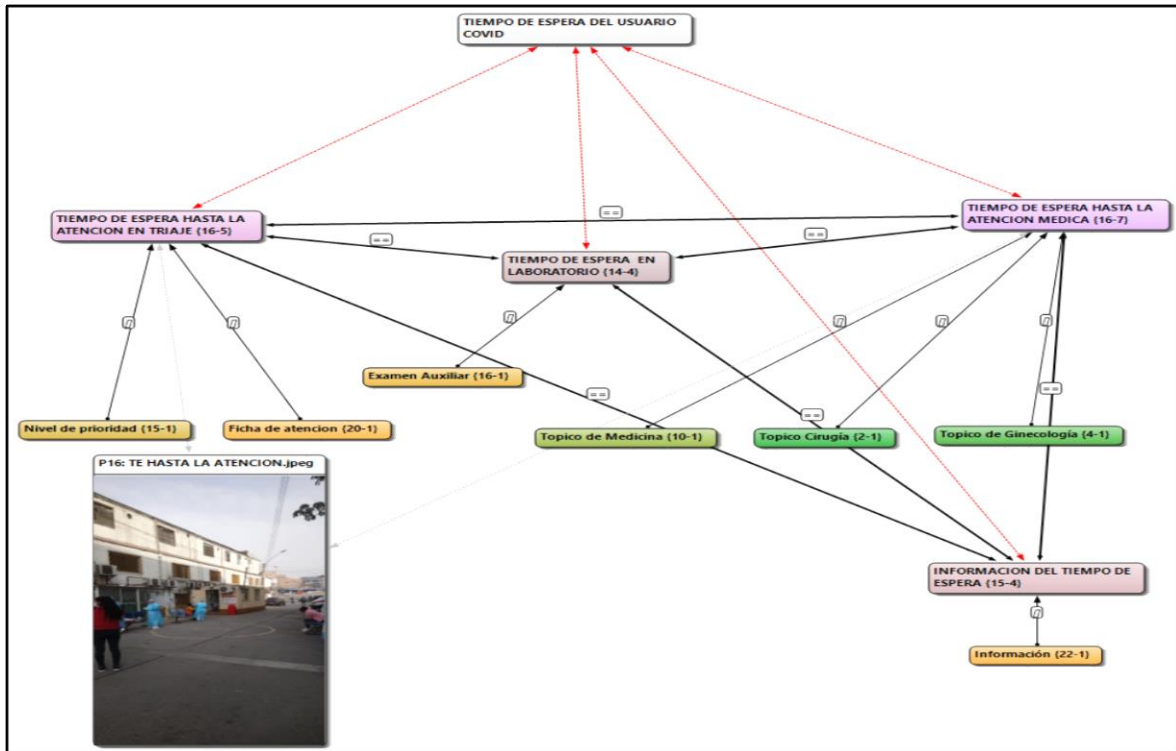 TIEMPO DE ESPERA DEL USUARIO
COVID
TIEMPO DE ESPERA HASTA LA
ATENCION EN TRIAJE {16-5}
TIEMPO DE ESPERA HASTA LA
ATENCION MEDICA {16-7}
==
==
==
TIEMPO DE ESPERA EN
LABORATORIO {14-4}
Examen Auxiliar {16-1}
==
==
==
Nivel de prioridad {15-1}
Ficha de atencion {20-1}
Topico de Medicina {10-1}
Topico Cirugía {2-1}
Topico de Ginecología {4-1}
P16: TE HASTA LA ATENCION.jpeg
INFORMACION DEL TIEMPO DE
ESPERA {15-4}
Información {22-1}